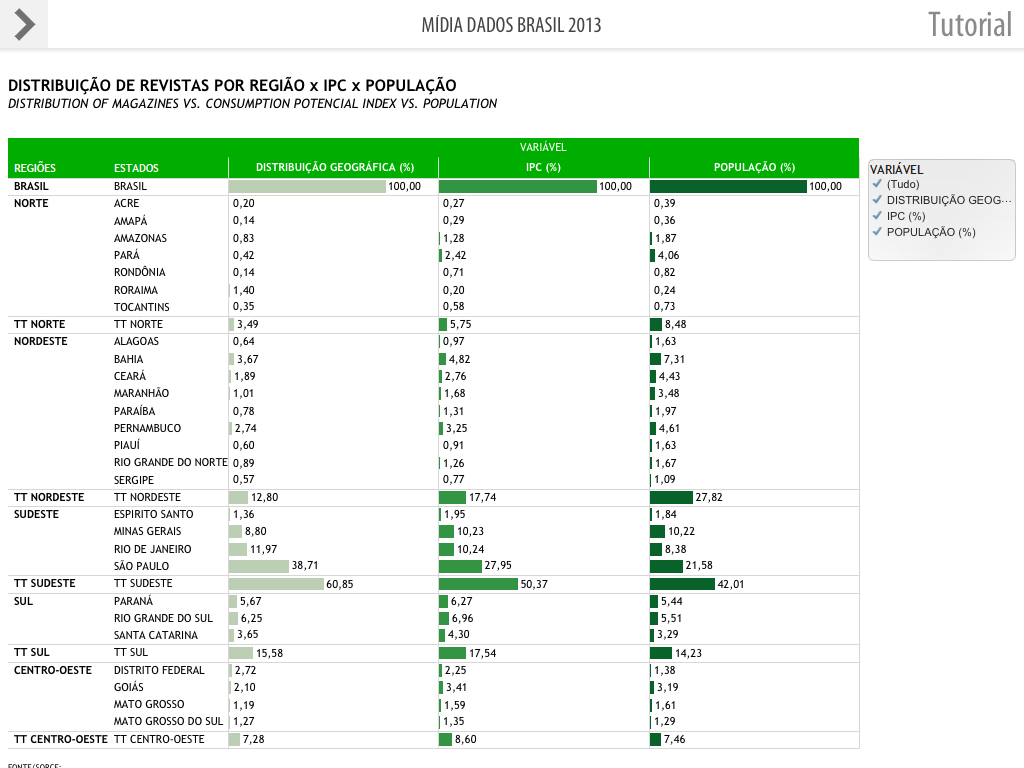 MÍDIA DADOS BRASIL 2013
Tutorial
DISTRIBUIÇÃO DE REVISTAS POR REGIÃO x IPC x POPULAÇÃO
DISTRIBUTION OF MAGAZINES VS. CONSUMPTION POTENCIAL INDEX VS. POPULATION
VARIÁVEL
REGIÕES ESTADOS DISTRIBUIÇÃO GEOGRÁFICA (%) IPC (%) POPULAÇÃO (%)
BRASIL BRASIL 100,00 100,00 100,00
NORTE ACRE 0,20 0,27 0,39
AMAPÁ 0,14 0,29 0,36
AMAZONAS 0,83 1,28 1,87
PARÁ 0,42 2,42 4,06
RONDÔNIA 0,14 0,71 0,82
RORAIMA 1,40 0,20 0,24
TOCANTINS 0,35 0,58 0,73
TT NORTE TT NORTE 3,49 5,75 8,48
NORDESTE ALAGOAS 0,64 0,97 1,63
BAHIA 3,67 4,82 7,31
CEARÁ 1,89 2,76 4,43
MARANHÃO 1,01 1,68 3,48
PARAÍBA 0,78 1,31 1,97
PERNAMBUCO 2,74 3,25 4,61
PIAUÍ 0,60 0,91 1,63
RIO GRANDE DO NORTE 0,89 1,26 1,67
SERGIPE 0,57 0,77 1,09
TT NORDESTE TT NORDESTE 12,80 17,74 27,82
SUDESTE ESPIRITO SANTO 1,36 1,95 1,84
MINAS GERAIS 8,80 10,23 10,22
RIO DE JANEIRO 11,97 10,24 8,38
SÃO PAULO 38,71 27,95 21,58
TT SUDESTE TT SUDESTE 60,85 50,37 42,01
SUL PARANÁ 5,67 6,27 5,44
RIO GRANDE DO SUL 6,25 6,96 5,51
SANTA CATARINA 3,65 4,30 3,29
TT SUL TT SUL 15,58 17,54 14,23
CENTRO-OESTE DISTRITO FEDERAL 2,72 2,25 1,38
GOIÁS 2,10 3,41 3,19
MATO GROSSO 1,19 1,59 1,61
MATO GROSSO DO SUL 1,27 1,35 1,29
TT CENTRO-OESTE TT CENTRO-OESTE 7,28 8,60 7,46
VARIÁVEL
(Tudo)
DISTRIBUIÇÃO GEOG...
IPC (%)
POPULAÇÃO (%)
FONTE/SORCE: